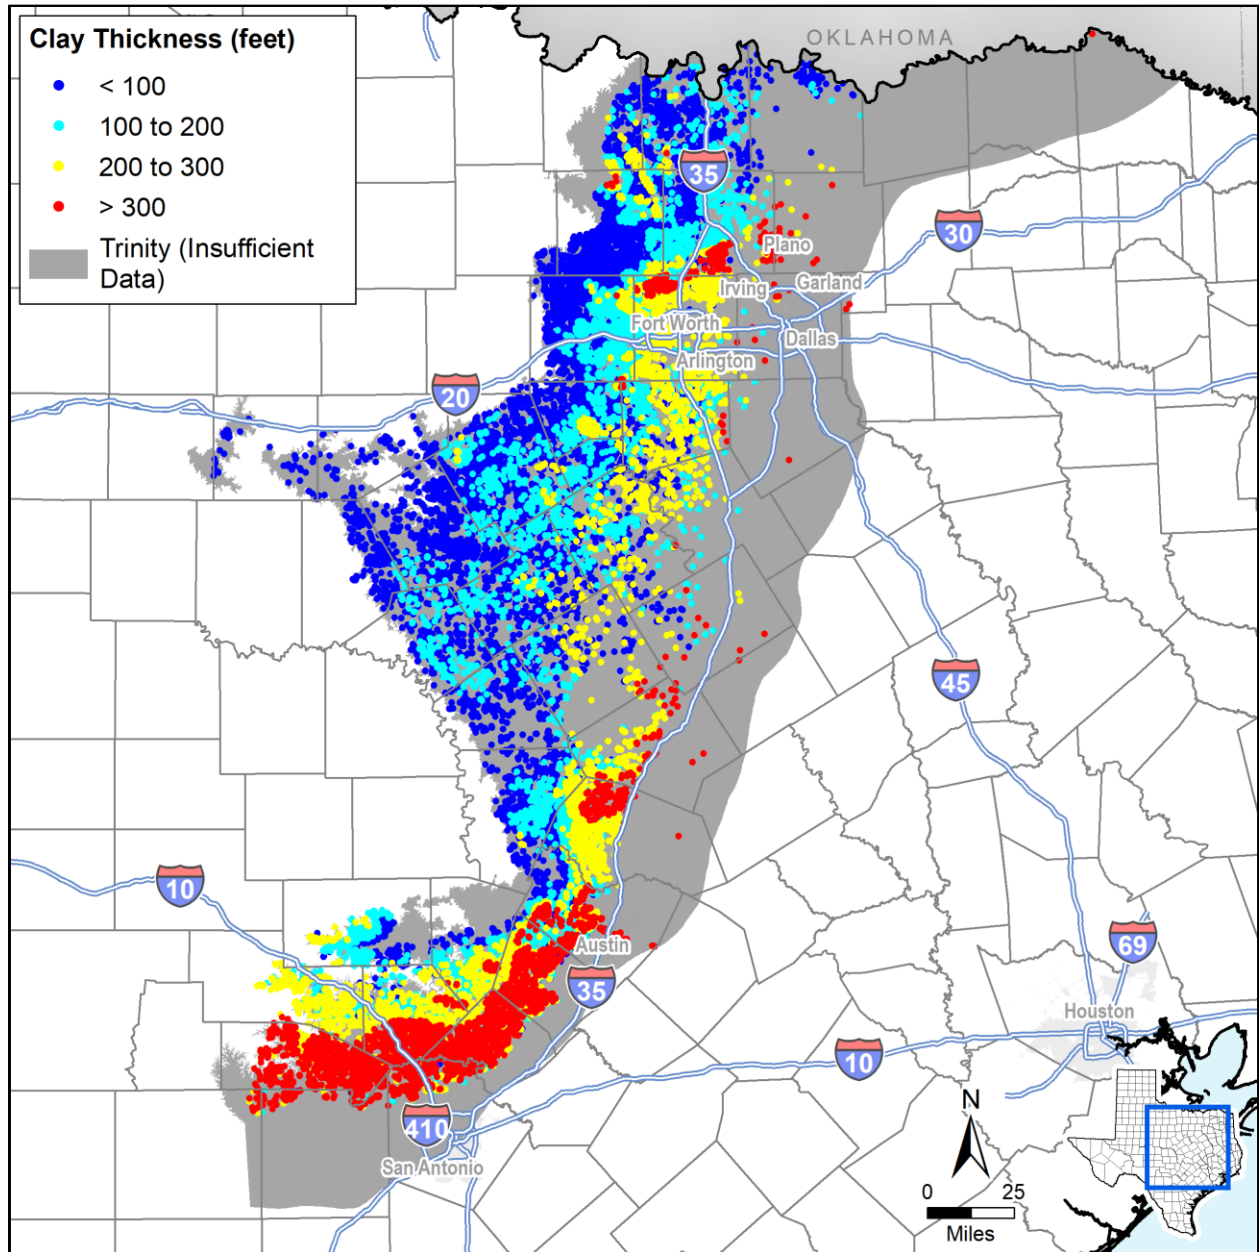 Clay Thickness (feet)
< 100
100 to 200
200 to 300
> 300
Trinity (Insufficient
Data)
OKLAHOMA
35
30
Plano
Irving
Garland
Fort Worth
Dallas
Arlington
20
45
10
69
Austin
35
Houston
10
410
San Antonio
N
0 25
Miles